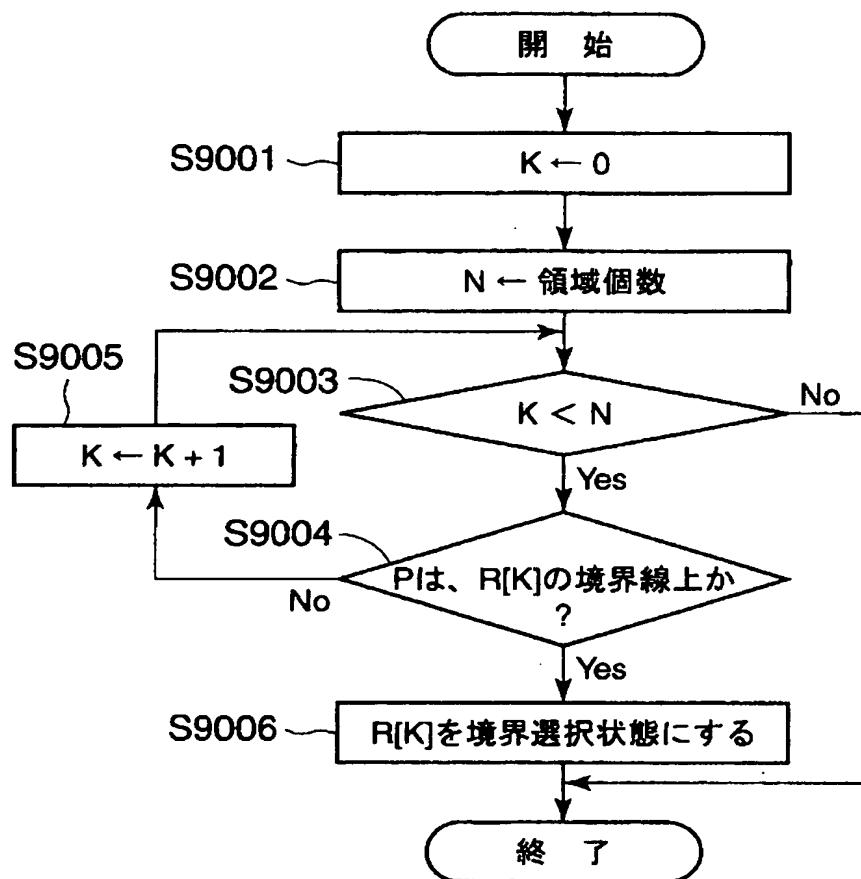 開 始
S9001
K ← 0
S9002
N ← 領域個数
S9005
S9003
K < N
No
K ← K + 1
Yes
S9004
Pは、R[K]の境界線上か
?
No
Yes
S9006
R[K]を境界選択状態にする
終 了